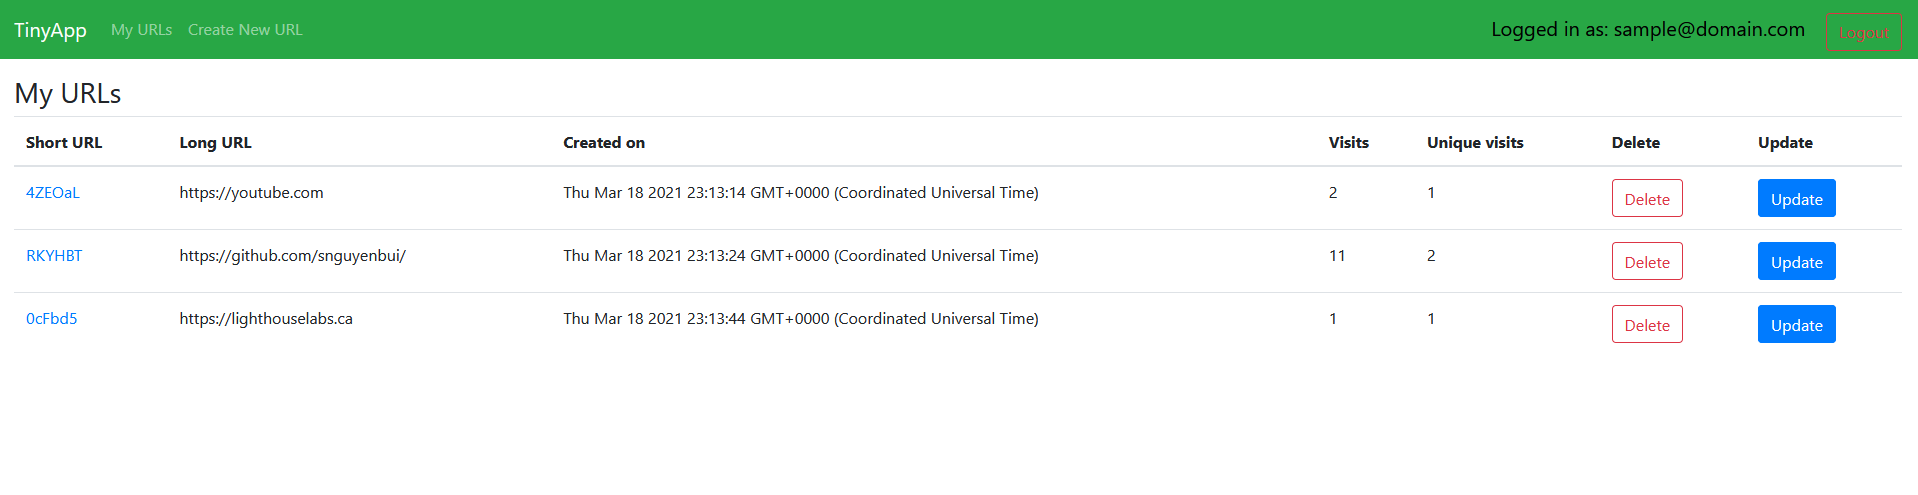 TinyApp My URLs Create New URL Logged in as: sample@domain.com Logout
My URLs
Short URL Long URL Created on Visits Unique visits Delete Update
4ZEOaL https://youtube.com Thu Mar 18 2021 23:13:14 GMT+0000 (Coordinated Universal Time) 2 1 Delete Update
RKYHBT https://github.com/snguyenbui/ Thu Mar 18 2021 23:13:24 GMT+0000 (Coordinated Universal Time) 11 2 Delete Update
0cFbd5 https://lighthouselabs.ca Thu Mar 18 2021 23:13:44 GMT+0000 (Coordinated Universal Time) 1 1 Delete Update